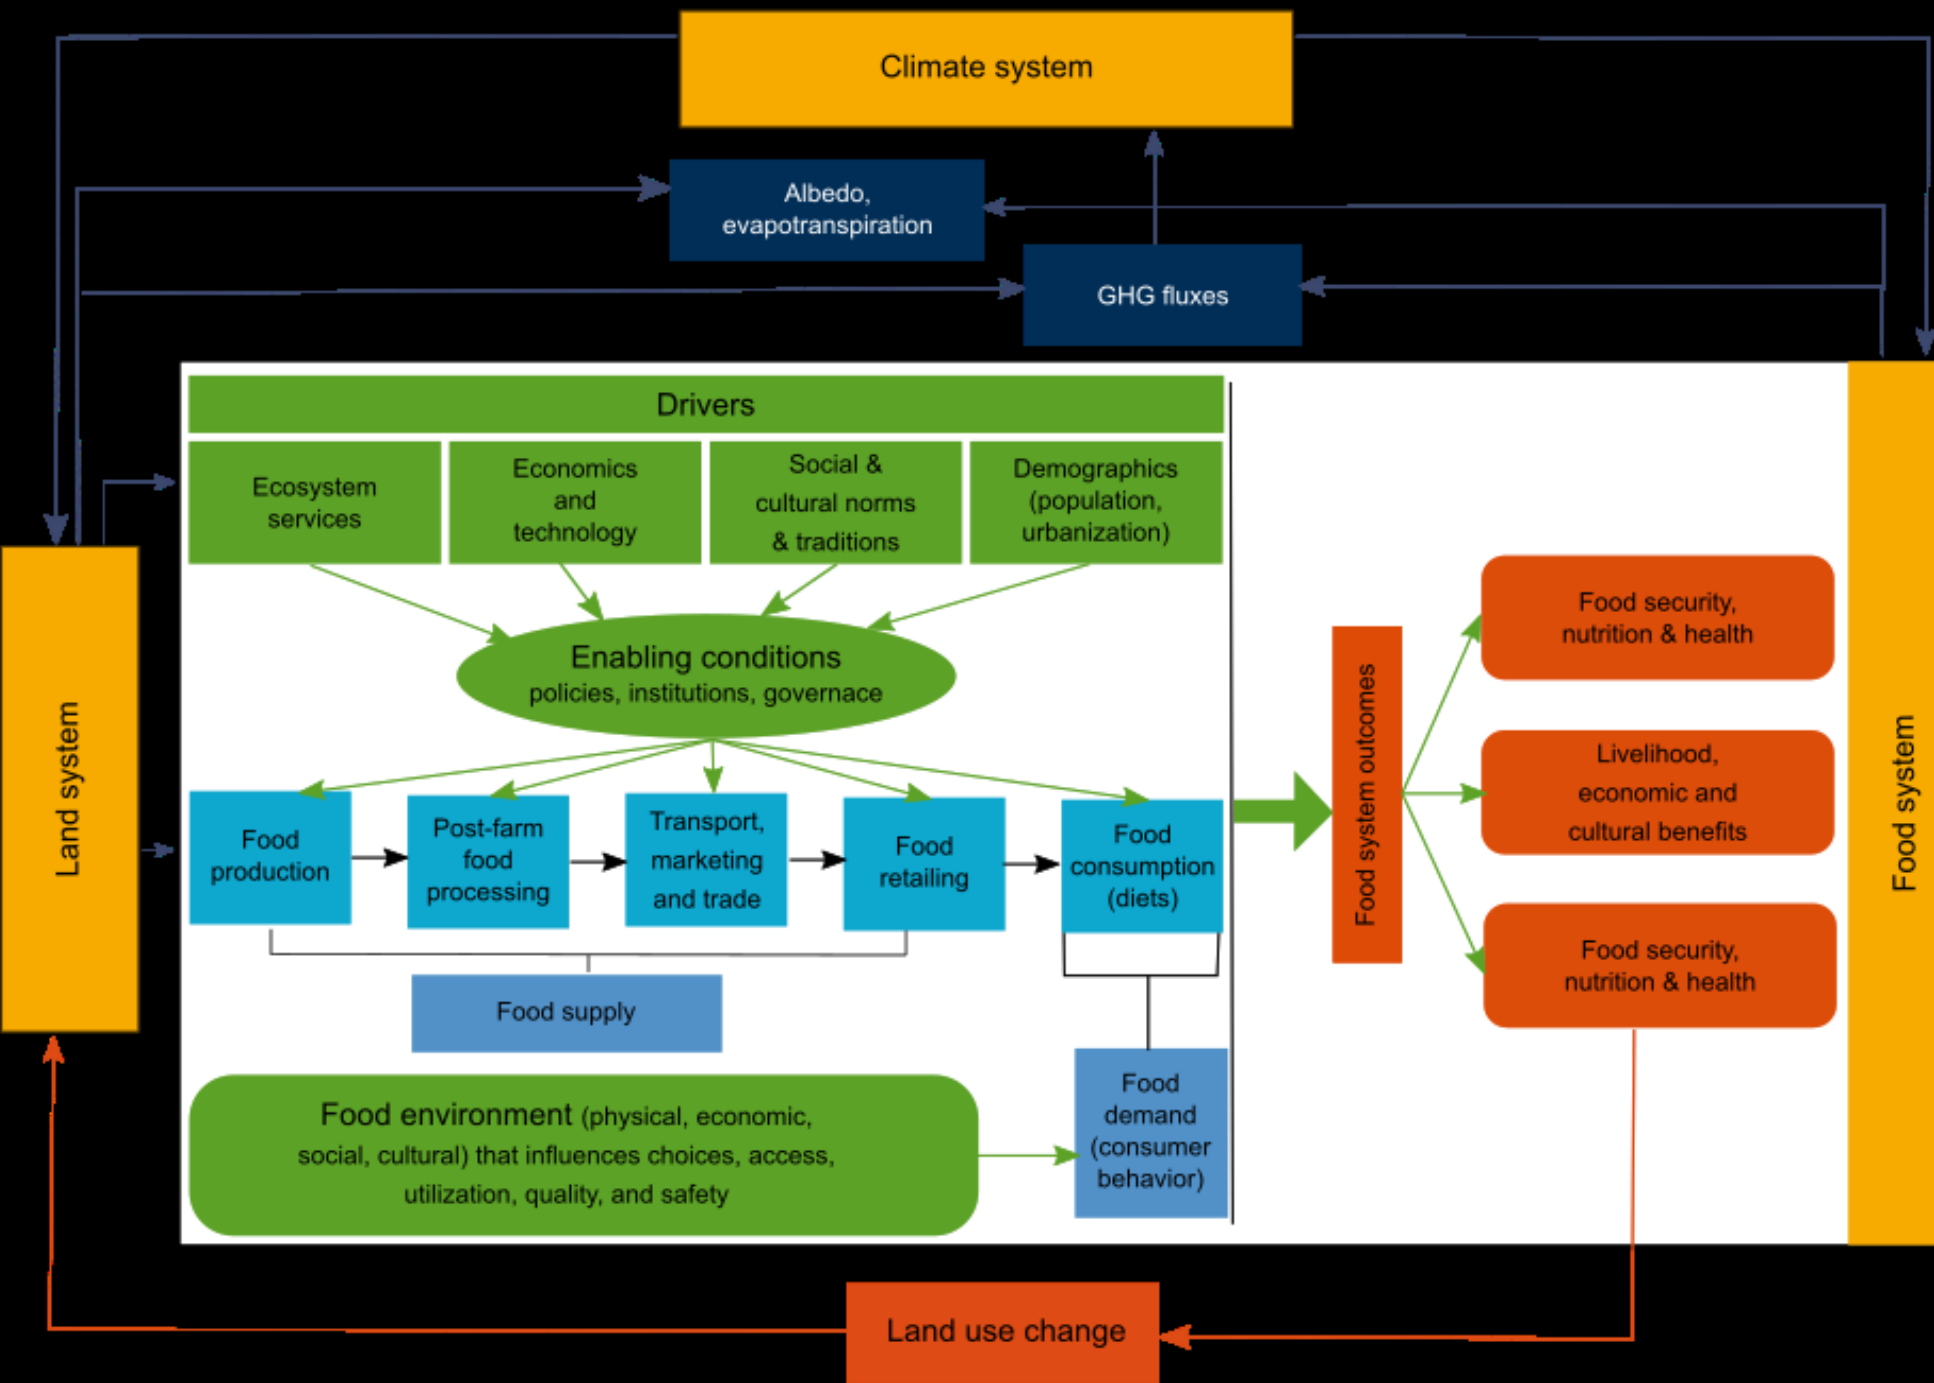 Climate system
Albedo,
evapotranspiration
GHG fluxes
Drivers
Ecosystem
services
Economics
and
technology
Social &
cultural norms
& traditions
Demographics
(population,
urbanization)
Enabling conditions
policies, institutions, governace
Land system
Food
production
Post-farm
food
processing
Transport,
marketing
and trade
Food
retailing
Food
consumption
(diets)
Food supply
Food environment (physical, economic,
social, cultural) that influences choices, access,
utilization, quality, and safety
Food
demand
(consumer
behavior)
Food system outcomes
Food security,
nutrition & health
Livelihood,
economic and
cultural benefits
Food security,
nutrition & health
Food system
Land use change